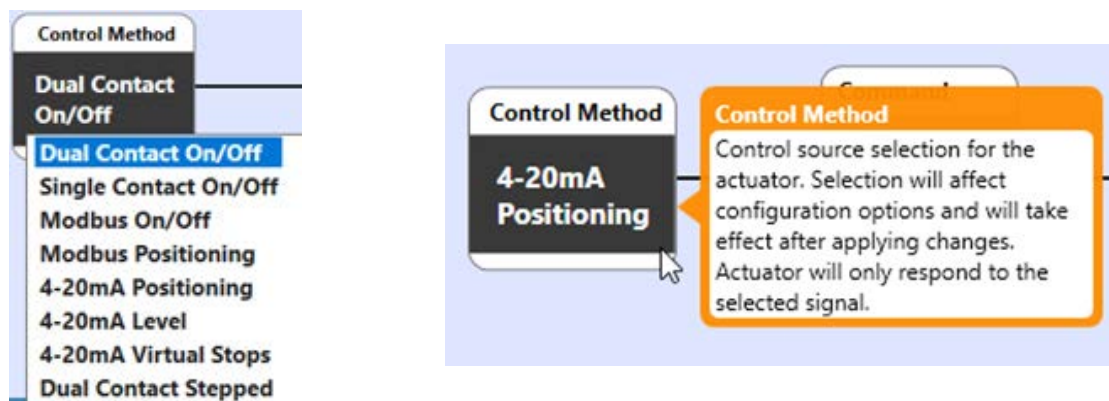 Control Method
Dual Contact
On/Off
Dual Contact On/Off
Single Contact On/Off
Modbus On/Off
Modbus Positioning
4-20mA Positioning
4-20mA Level
4-20mA Virtual Stops
Dual Contact Stepped
Control Method
4-20mA
Positioning
Command
Control Method
Control source selection for the
actuator. Selection will affect
configuration options and will take
effect after applying changes.
Actuator will only respond to the
selected signal.